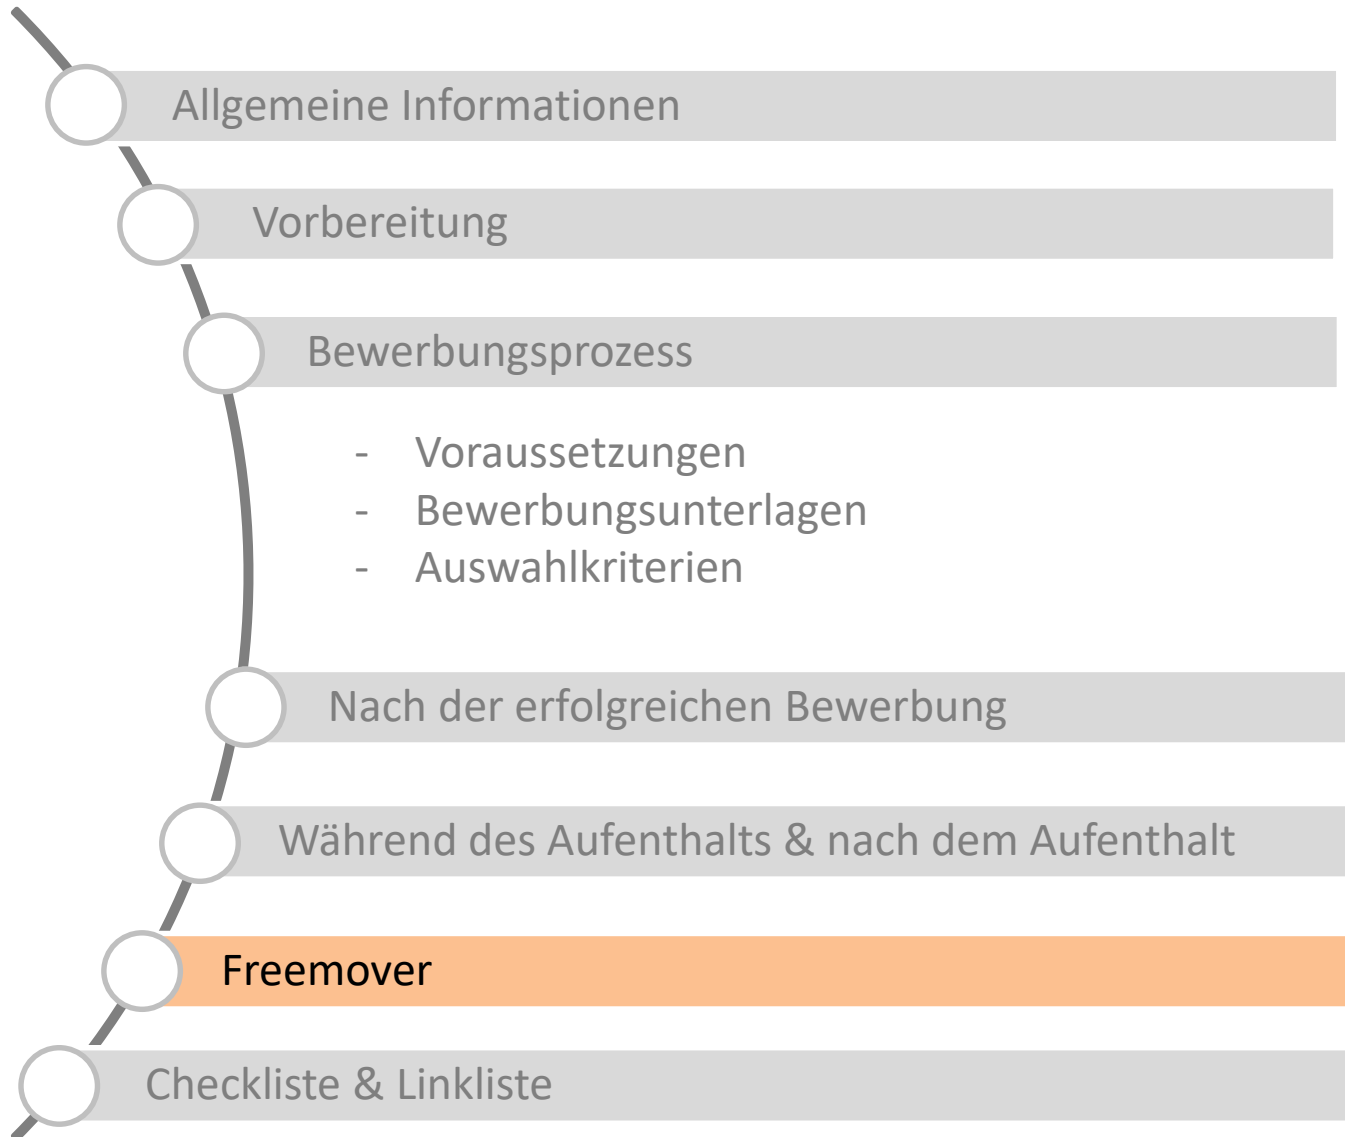 Allgemeine Informationen
Vorbereitung
Bewerbungsprozess
- Voraussetzungen
- Bewerbungsunterlagen
- Auswahlkriterien
Nach der erfolgreichen Bewerbung
Während des Aufenthalts & nach dem Aufenthalt
Freemover
Checkliste & Linkliste